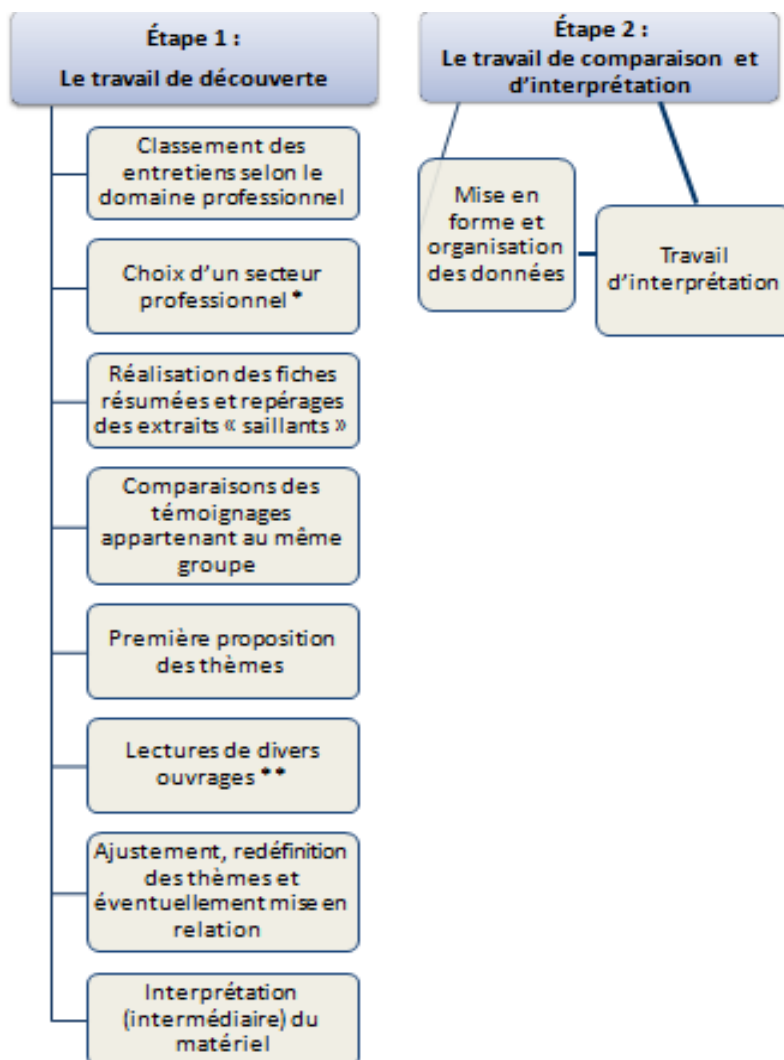 Étape 1 :
Le travail de découverte
Classement des
entretiens selon le
domaine professionnel
Choix d'un secteur
professionnel *
Réalisation des fiches
résumées et repérages
des extraits « saillants »
Comparaisons des
témoignages
appartenant au même
groupe
Première proposition
des thèmes
Lectures de divers
ouvrages **
Ajustement, redéfinition
des thèmes et
éventuellement mise en
relation
Interprétation
(intermédiaire) du
matériel
Étape 2 :
Le travail de comparaison et
d'interprétation
Mise en
forme et
organisation
des données
Travail
d'interprétation